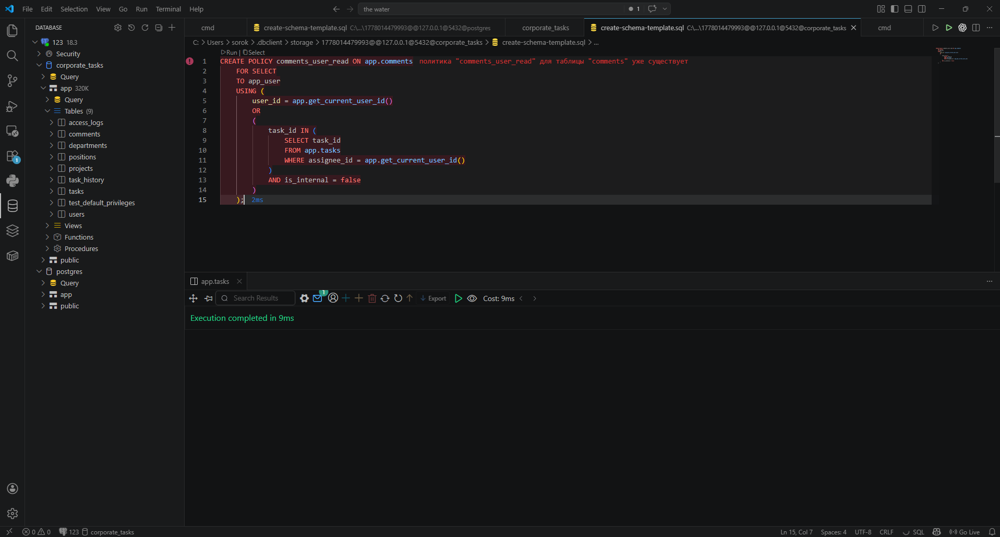 File Edit Selection View Go Run Terminal Help
the water
1
DATABASE
cmd
create-schema-template.sql C:\...\1778014479993@@127.0.0.1@5432@postgres
corporate_tasks
create-schema-template.sql C:\...\1778014479993@@127.0.0.1@5432@corporate_tasks
cmd
C: > Users > sorok > .dbclient > storage > 1778014479993@@127.0.0.1@5432@corporate_tasks > create-schema-template.sql > ...
123 18.3
Security
corporate_tasks
Query
app 320K
Query
Tables (9)
access_logs
comments
departments
positions
projects
task_history
tasks
test_default_privileges
users
Views
Functions
Procedures
public
postgres
Query
app
public
1
Run | Select
1 CREATE POLICY comments_user_read ON app.comments политика "comments_user_read" для таблицы "comments" уже существует
2 FOR SELECT
3 TO app_user
4 USING (
5 user_id = app.get_current_user_id()
6 OR
7 (
8 task_id IN (
9 SELECT task_id
10 FROM app.tasks
11 WHERE assignee_id = app.get_current_user_id()
12 )
13 AND is_internal = false
14 )
15 ); 2ms
app.tasks
Search Results
1
Export
Cost: 9ms
Execution completed in 9ms
0 0 123 corporate_tasks
Ln 15, Col 7 Spaces: 4 UTF-8 CRLF SQL Go Live